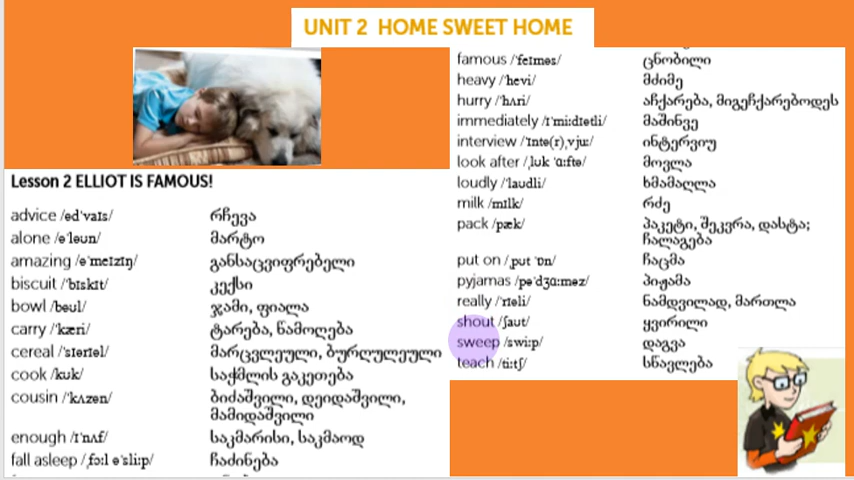 UNIT 2 HOME SWEET HOME
Lesson 2 ELLIOT IS FAMOUS!
advice /ədˈvaɪs/ რჩევა
alone /əˈləʊn/ მარტო
amazing /əˈmeɪzɪŋ/ განსაცვიფრებელი
biscuit /ˈbɪskɪt/ კექსი
bowl /bəʊl/ ჯამი, ფიალა
carry /ˈkæri/ ტარება, წამოღება
cereal /ˈsɪəriəl/ მარცვლეული, ბურღულეული
cook /kʊk/ საჭმლის გაკეთება
cousin /ˈkʌzən/ ბიძაშვილი, დეიდაშვილი,
მამიდაშვილი
enough /ɪˈnʌf/ საკმარისი, საკმაოდ
fall asleep /ˌfɔːl əˈsliːp/ ჩაძინება
famous /ˈfeɪməs/ ცნობილი
heavy /ˈhevi/ მძიმე
hurry /ˈhʌri/ აჩქარება, მიგეჩქარებოდეს
immediately /ɪˈmiːdɪətli/ მაშინვე
interview /ˈɪntə(r)ˌvjuː/ ინტერვიუ
look after /ˌlʊk ˈɑːftə/ მოვლა
loudly /ˈlaʊdli/ ხმამაღლა
milk /mɪlk/ რძე
pack /pæk/ პაკეტი, შეკვრა, დასტა;
ჩალაგება
put on /ˌpʊt ˈɒn/ ჩაცმა
pyjamas /pəˈdʒɑːməz/ პიჟამა
really /ˈrɪəli/ ნამდვილად, მართლა
shout /ʃaʊt/ ყვირილი
sweep /swiːp/ დაგვა
teach /tiːtʃ/ სწავლება